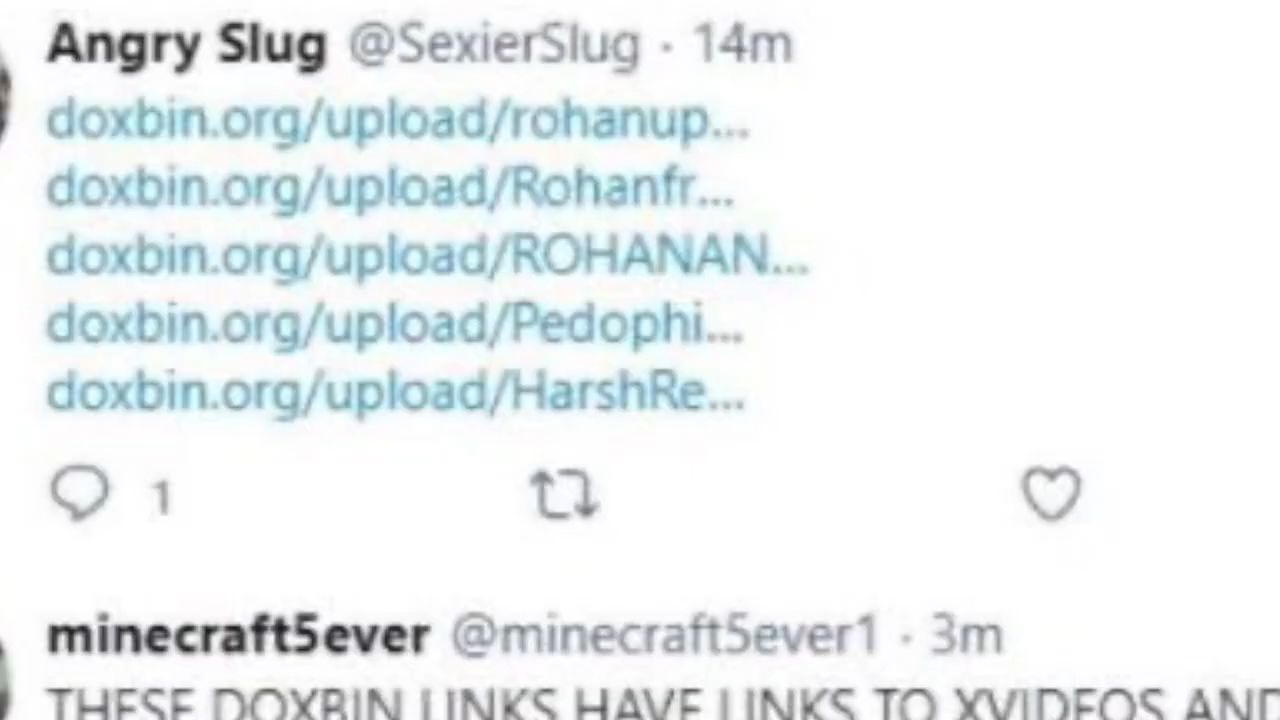 Angry Slug @SexierSlug · 14m
doxbin.org/upload/rohanup...
doxbin.org/upload/Rohanfr...
doxbin.org/upload/ROHANAN...
doxbin.org/upload/Pedophi...
doxbin.org/upload/HarshRe...
1
minecraft5ever @minecraft5ever1 · 3m
THESE DOXBIN LINKS HAVE LINKS TO XVIDEOS AND